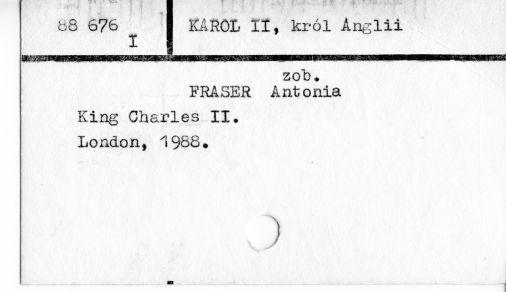 88 676
I
KAROL II, król Anglii
zob.
FRASER Antonia
King Charles II.
London, 1988.